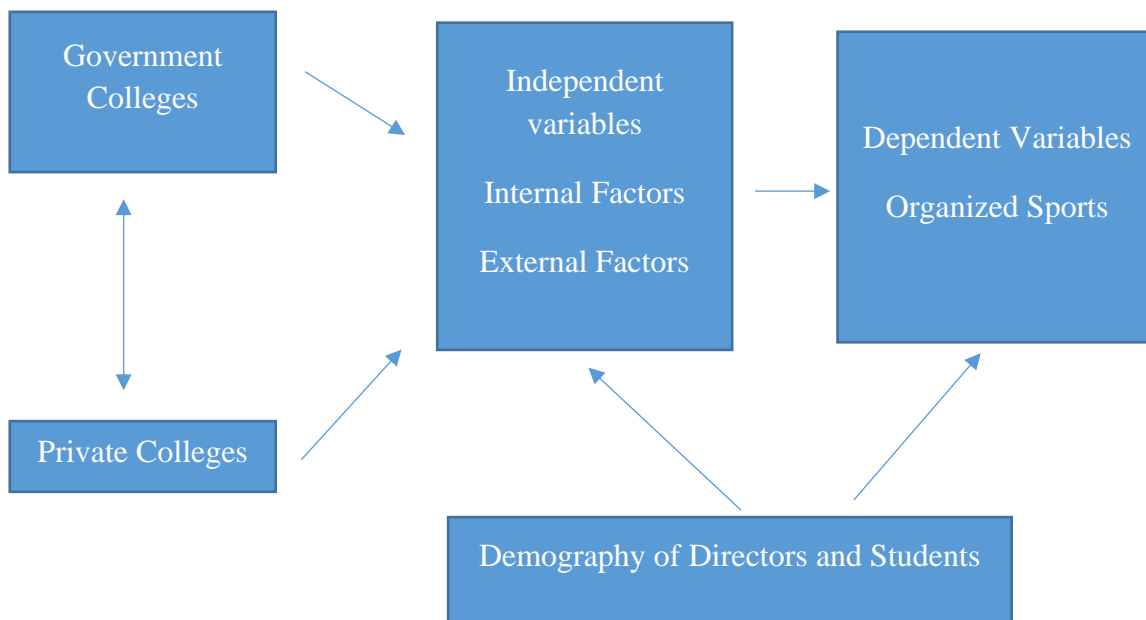 Government
Colleges
Independent
variables
Internal Factors
External Factors
Dependent Variables
Organized Sports
Private Colleges
Demography of Directors and Students